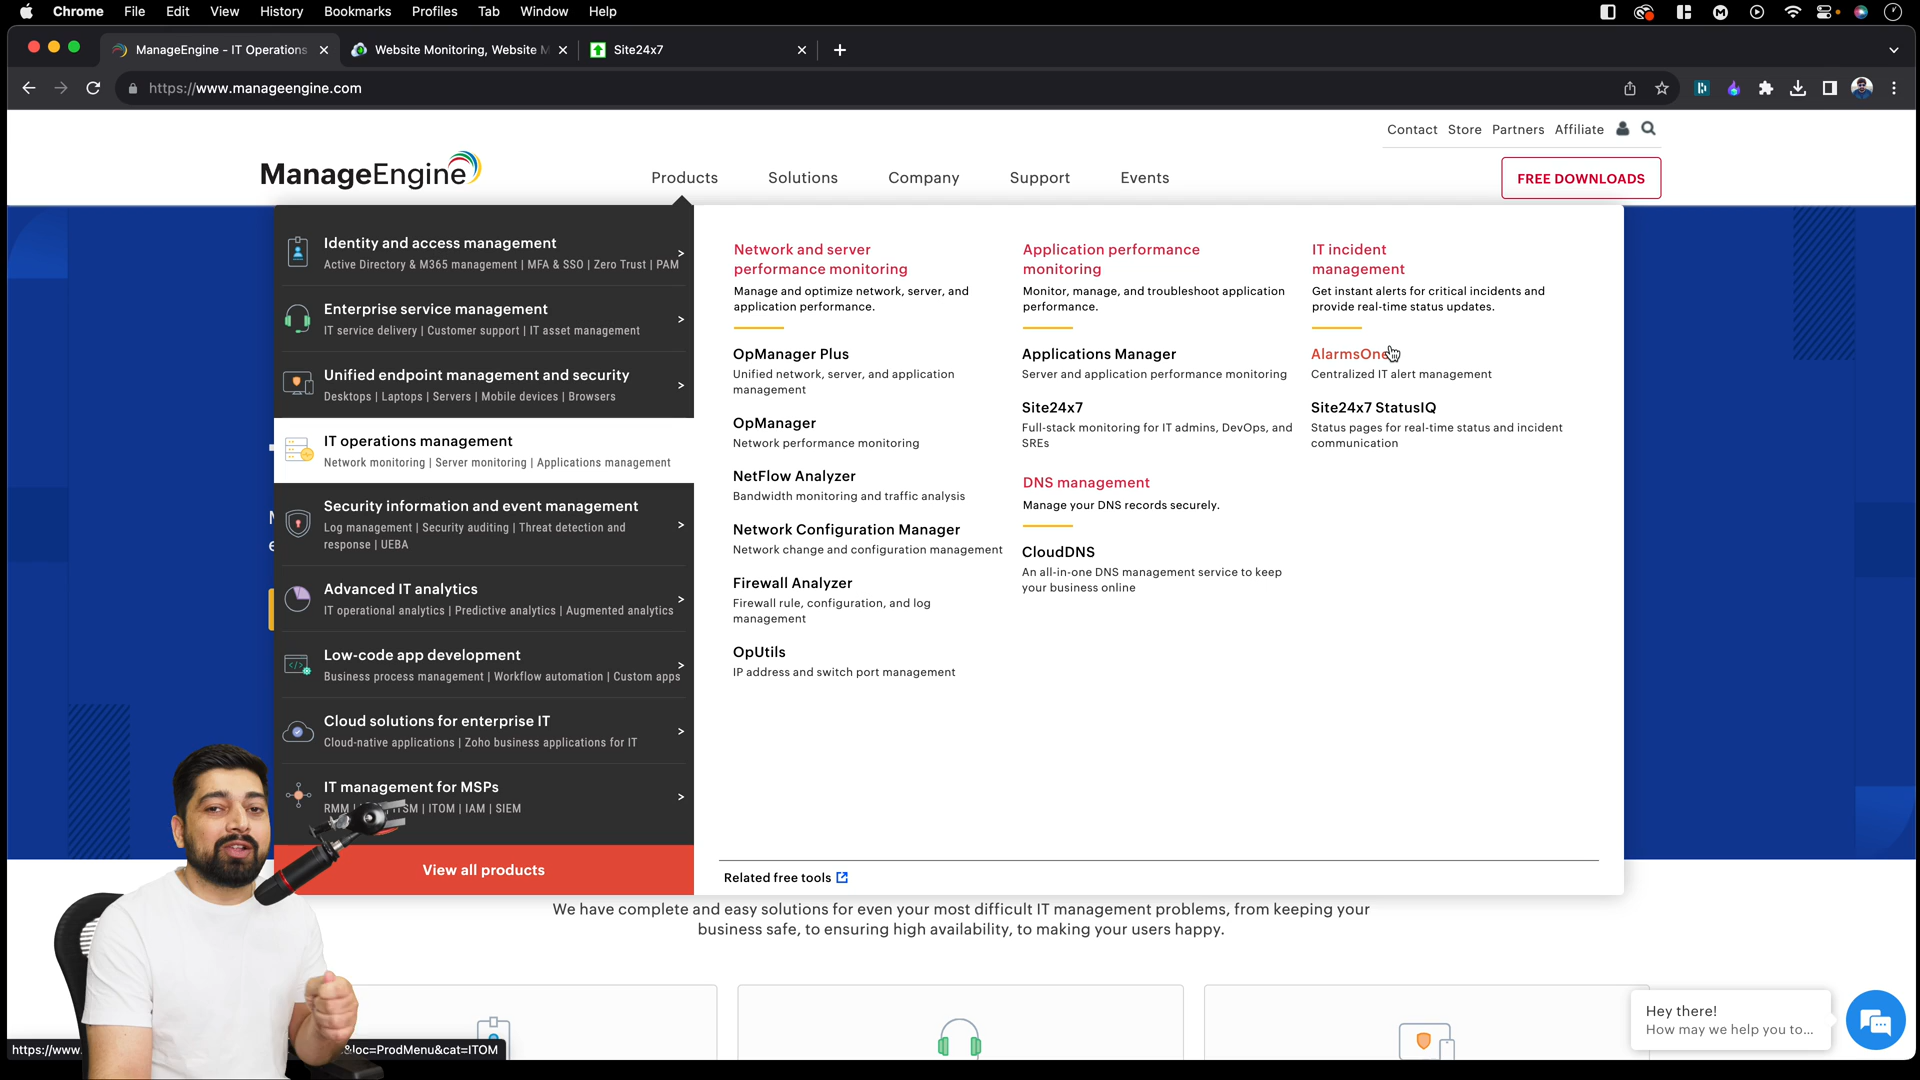 Chrome File Edit View History Bookmarks Profiles Tab Window Help
ManageEngine - IT Operations
Website Monitoring, Website M
Site24x7
https://www.manageengine.com
Contact Store Partners Affiliate
ManageEngine
Products Solutions Company Support Events
FREE DOWNLOADS
Identity and access management
Active Directory & M365 management | MFA & SSO | Zero Trust | PAM
Enterprise service management
IT service delivery | Customer support | IT asset management
Unified endpoint management and security
Desktops | Laptops | Servers | Mobile devices | Browsers
IT operations management
Network monitoring | Server monitoring | Applications management
Security information and event management
Log management | Security auditing | Threat detection and
response | UEBA
Advanced IT analytics
IT operational analytics | Predictive analytics | Augmented analytics
Low-code app development
Business process management | Workflow automation | Custom apps
Cloud solutions for enterprise IT
Cloud-native applications | Zoho business applications for IT
IT management for MSPs
RMM | ITOM | IAM | SIEM
View all products
Network and server
performance monitoring
Manage and optimize network, server, and
application performance.
OpManager Plus
Unified network, server, and application
management
OpManager
Network performance monitoring
NetFlow Analyzer
Bandwidth monitoring and traffic analysis
Network Configuration Manager
Network change and configuration management
Firewall Analyzer
Firewall rule, configuration, and log
management
OpUtils
IP address and switch port management
Application performance
monitoring
Monitor, manage, and troubleshoot application
performance.
Applications Manager
Server and application performance monitoring
Site24x7
Full-stack monitoring for IT admins, DevOps, and
SREs
DNS management
Manage your DNS records securely.
CloudDNS
An all-in-one DNS management service to keep
your business online
IT incident
management
Get instant alerts for critical incidents and
provide real-time status updates.
AlarmsOne
Centralized IT alert management
Site24x7 StatusIQ
Status pages for real-time status and incident
communication
Related free tools
We have complete and easy solutions for even your most difficult IT management problems, from keeping your
business safe, to ensuring high availability, to making your users happy.
Hey there!
How may we help you to...
https://www. &loc=ProdMenu&cat=ITOM